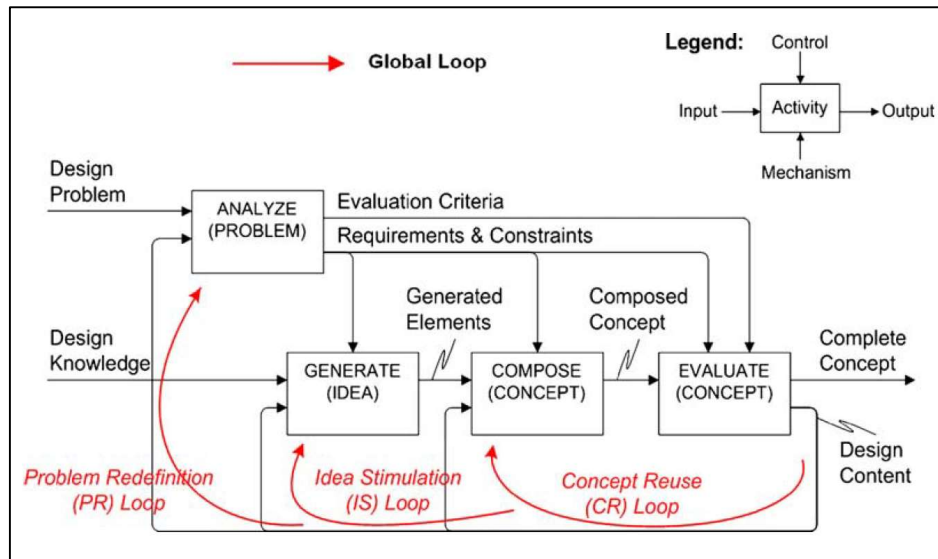 Global Loop
Legend:
Control
Input
Activity
Output
Mechanism
Design
Problem
ANALYZE
(PROBLEM)
Evaluation Criteria
Requirements & Constraints
Generated
Elements
Composed
Concept
Design
Knowledge
GENERATE
(IDEA)
COMPOSE
(CONCEPT)
EVALUATE
(CONCEPT)
Complete
Concept
Design
Content
Problem Redefinition
(PR) Loop
Idea Stimulation
(IS) Loop
Concept Reuse
(CR) Loop